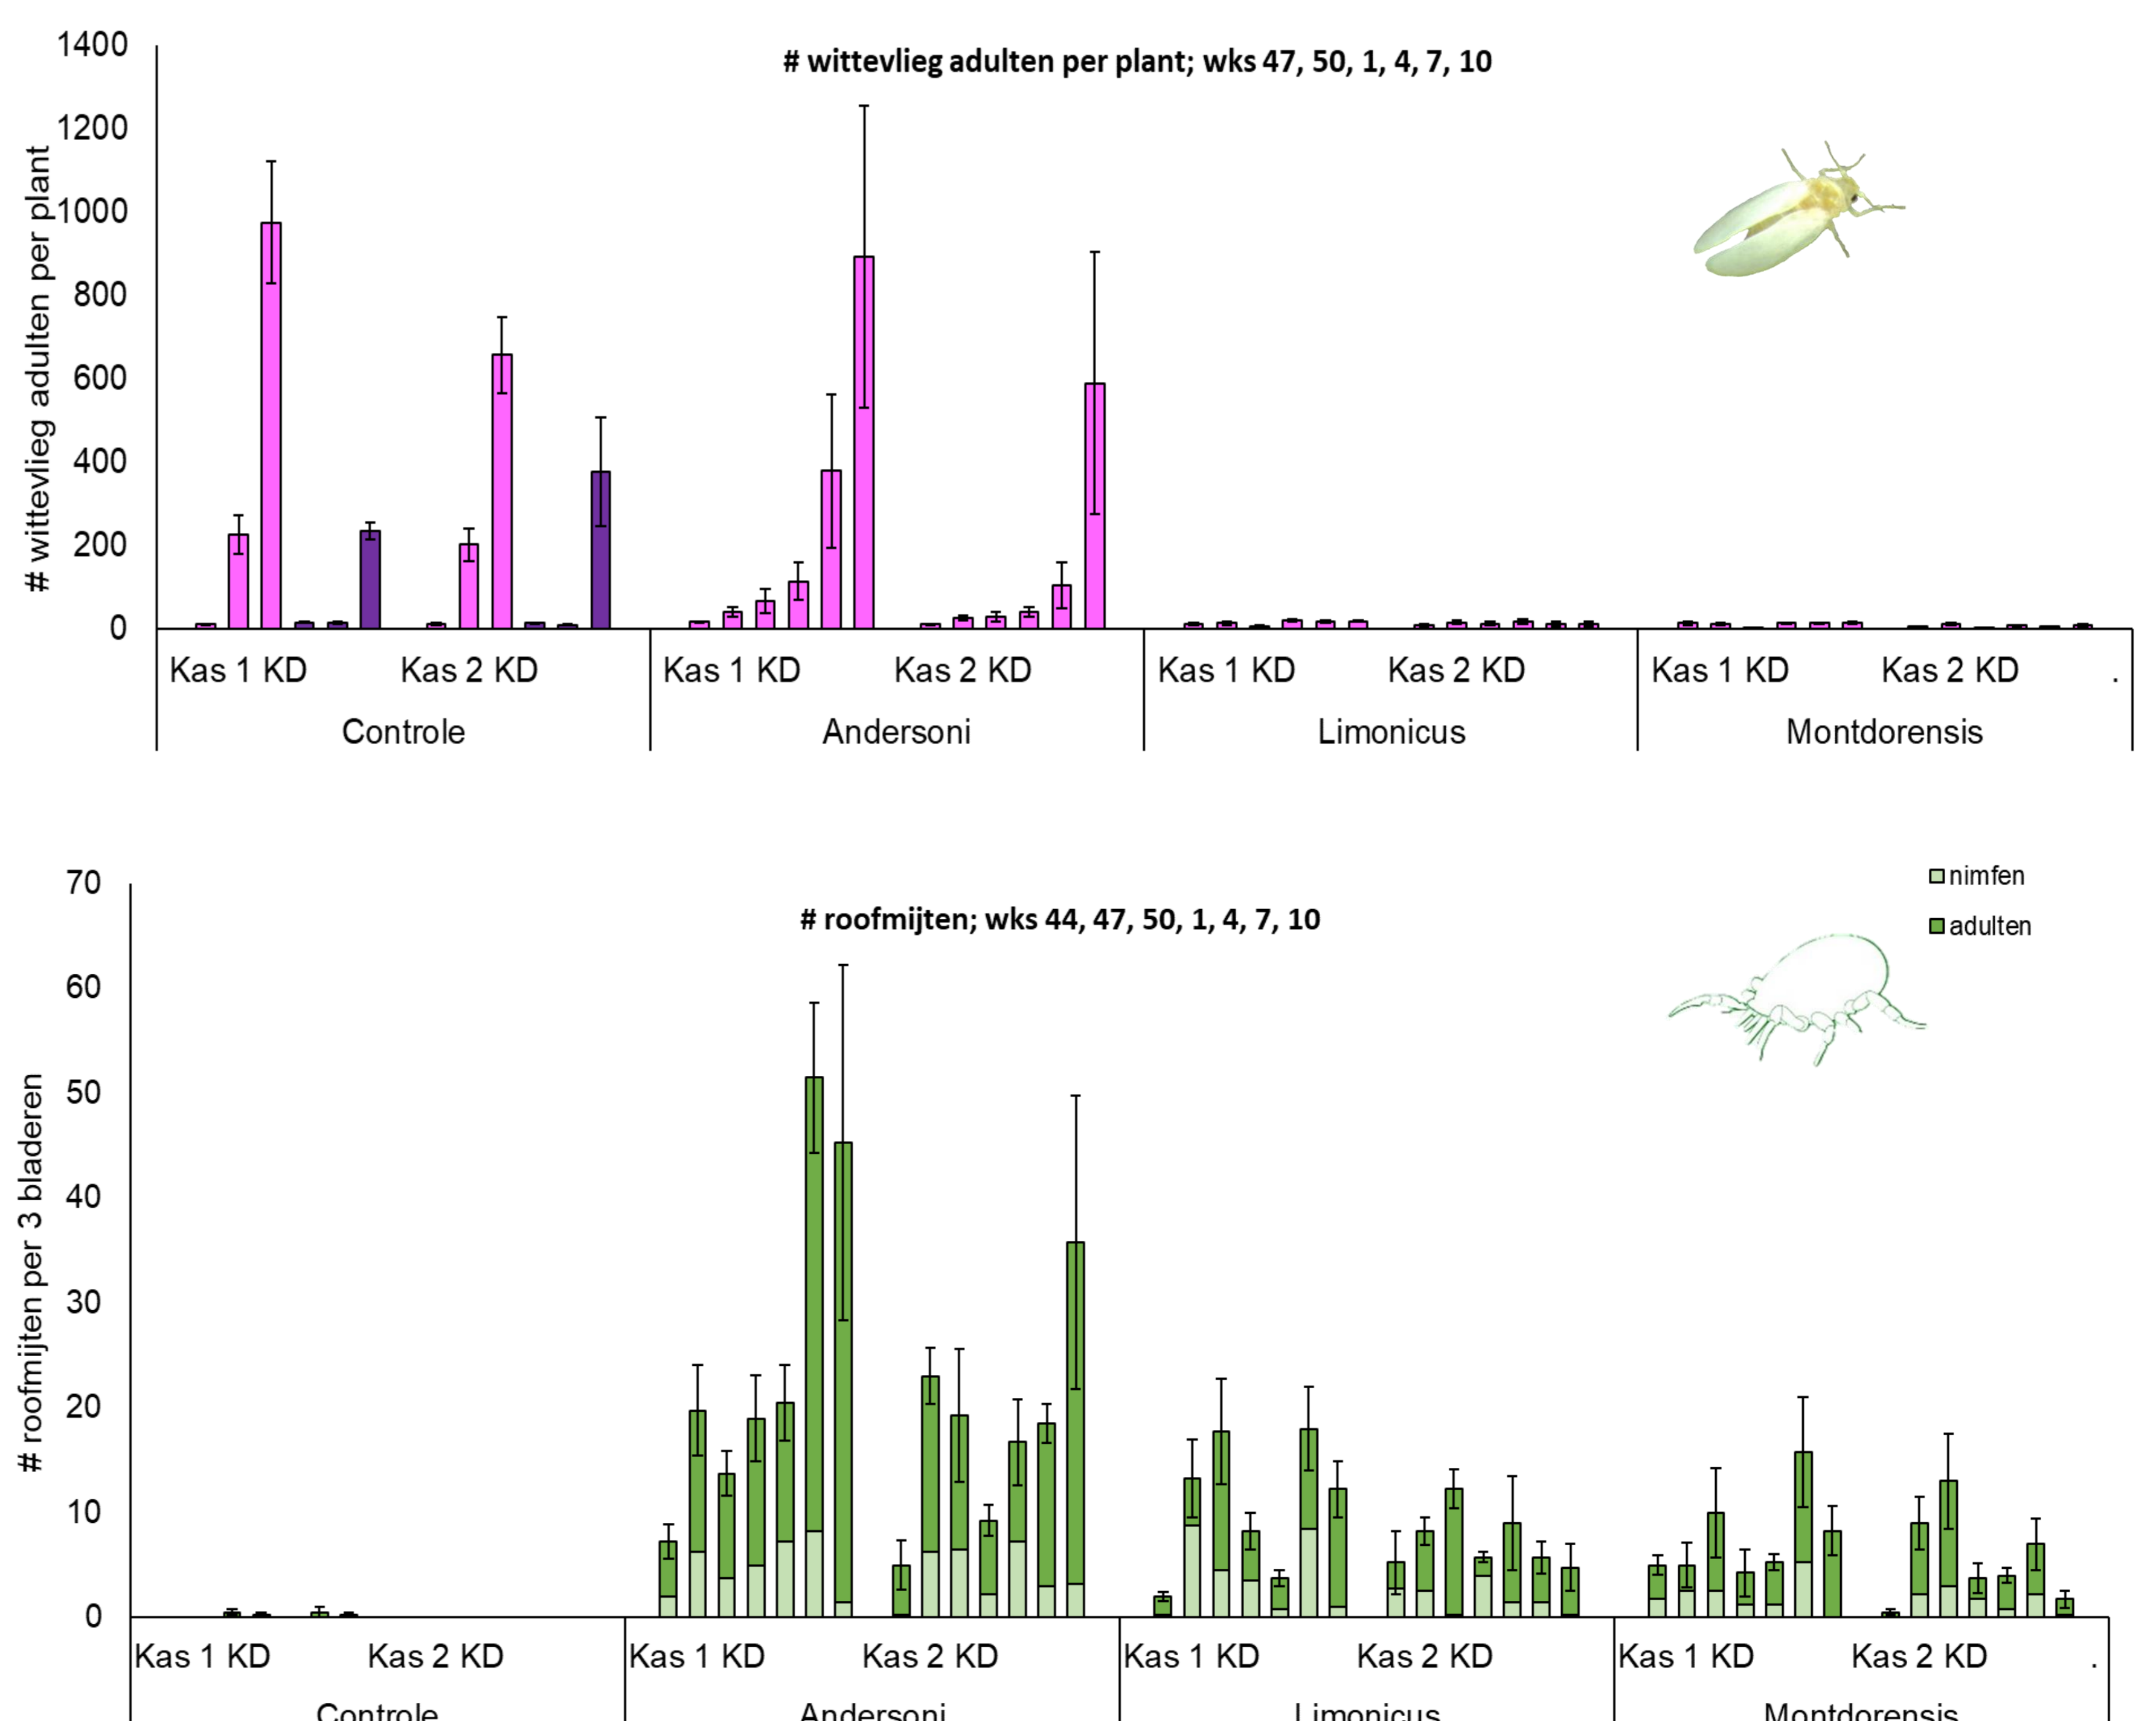 # wittevlieg adulten per plant; wks 47, 50, 1, 4, 7, 10
# wittevlieg adulten per plant
1400
1200
1000
800
600
400
200
0
Kas 1 KD Kas 2 KD Kas 1 KD Kas 2 KD Kas 1 KD Kas 2 KD Kas 1 KD Kas 2 KD .
Controle Andersoni Limonicus Montdorensis
# roofmijten; wks 44, 47, 50, 1, 4, 7, 10
nimfen
adulten
# roofmijten per 3 bladeren
70
60
50
40
30
20
10
0
Kas 1 KD Kas 2 KD Kas 1 KD Kas 2 KD Kas 1 KD Kas 2 KD Kas 1 KD Kas 2 KD .
Controle Andersoni Limonicus Montdorensis